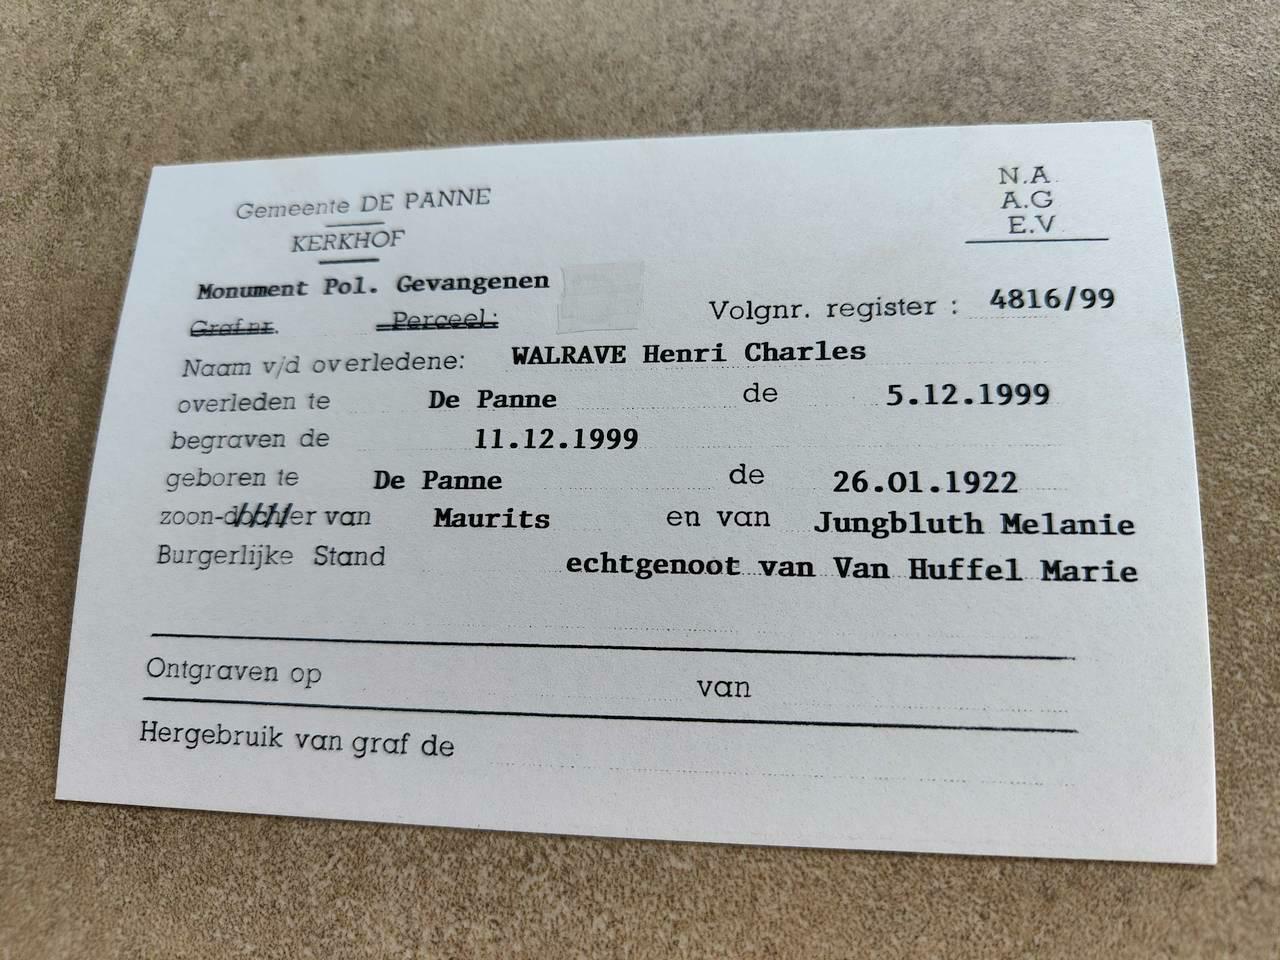 Gemeente DE PANNE
KERKHOF
N.A.
A.G
E.V
Monument Pol. Gevangenen
Graf nr. Perceel:
Volgnr. register : 4816/99
Naam v/d overledene: WALRAVE Henri Charles
overleden te De Panne de 5.12.1999
begraven de 11.12.1999
geboren te De Panne de 26.01.1922
zoon-dochter van Maurits en van Jungbluth Melanie
Burgerlijke Stand echtgenoot van Van Huffel Marie
Ontgraven op van
Hergebruik van graf de